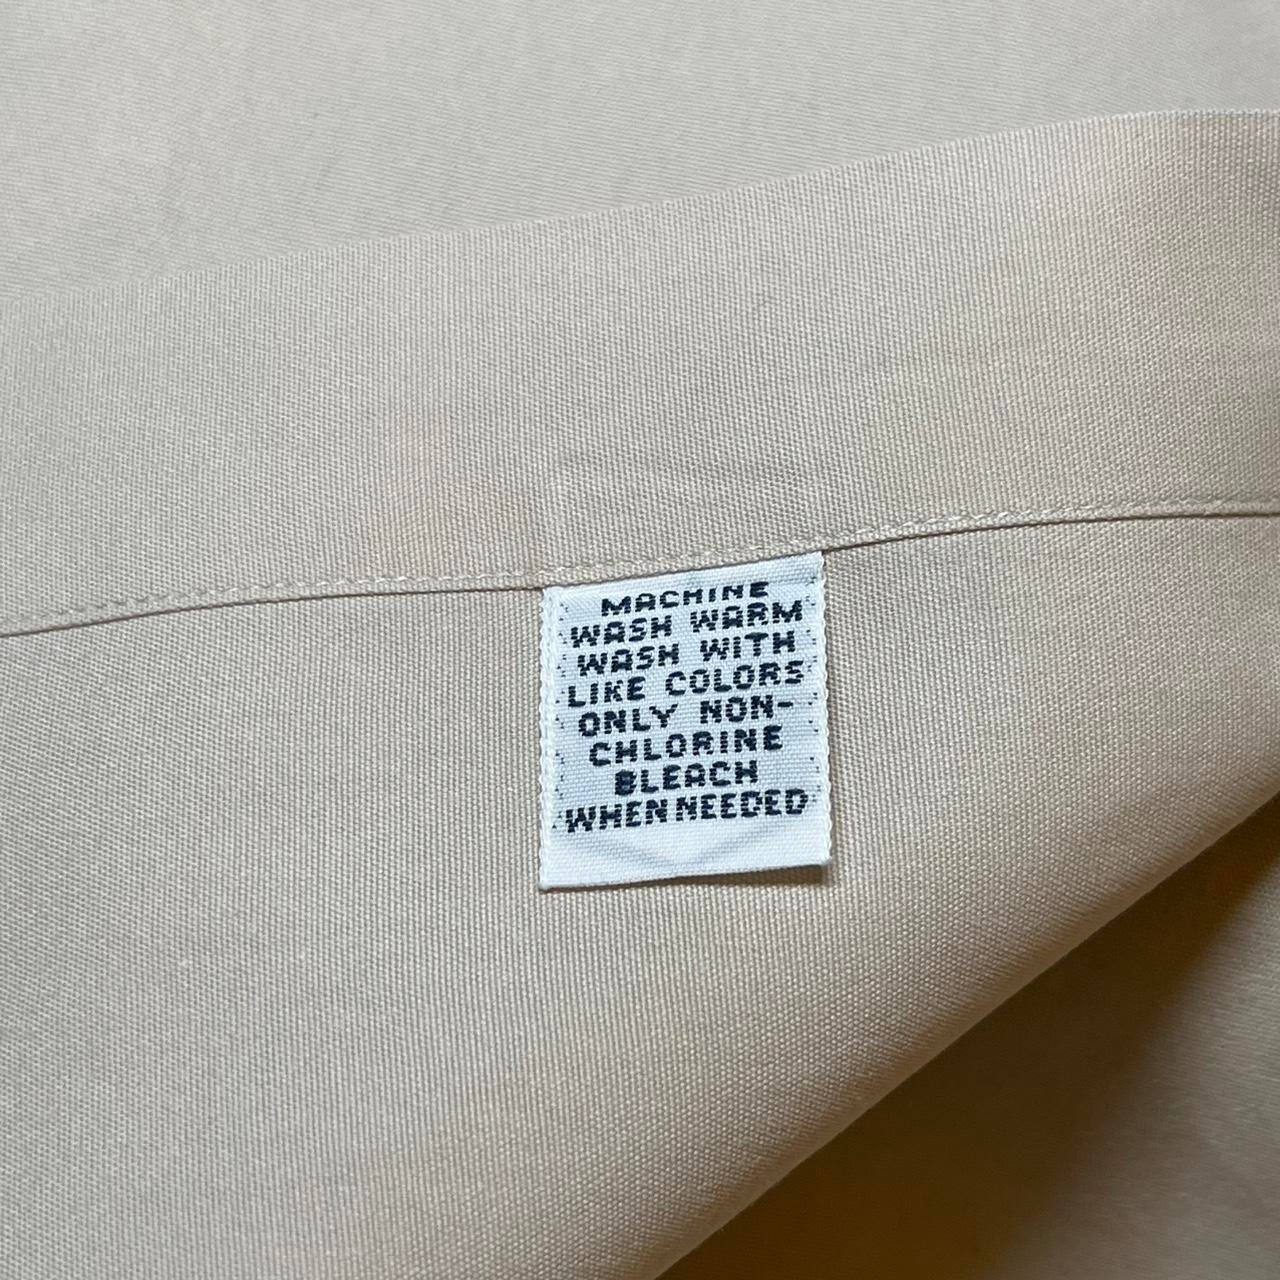 MACHINE
WASH WARM
WASH WITH
LIKE COLORS
ONLY NON-
CHLORINE
BLEACH
WHEN NEEDED